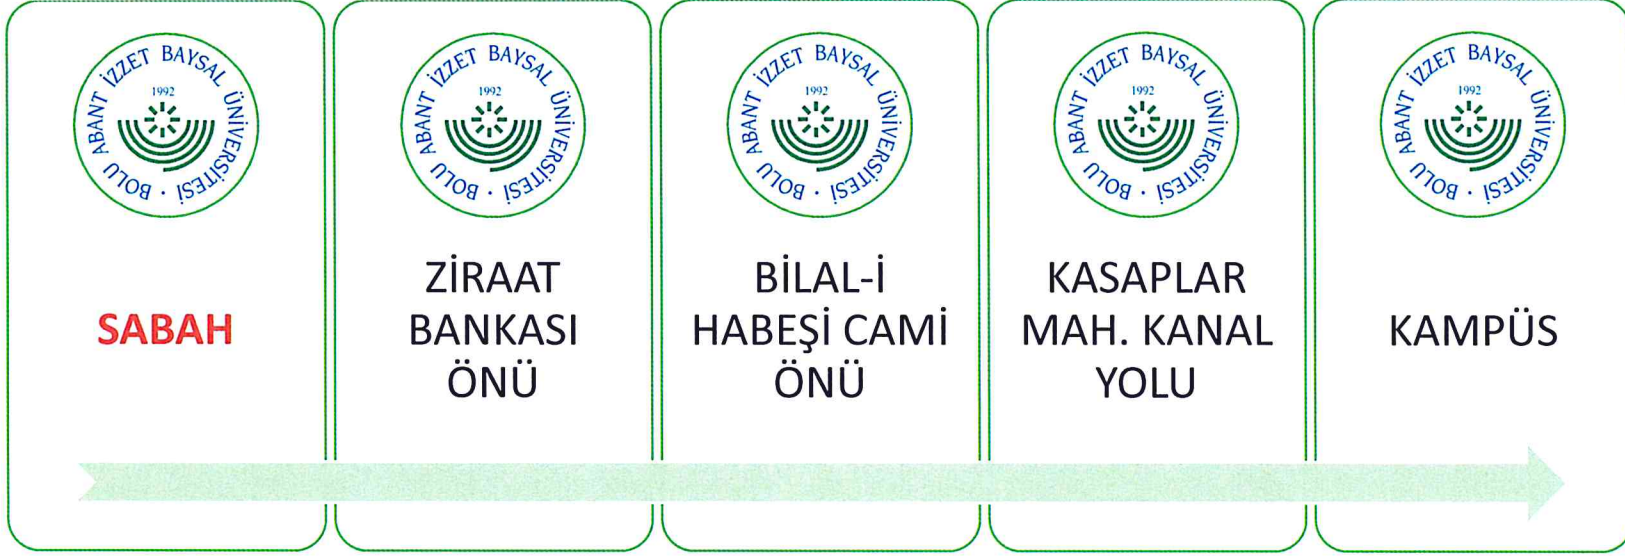 BOLU ABANT İZZET BAYSAL ÜNİVERSİTESİ ·
1992
SABAH
BOLU ABANT İZZET BAYSAL ÜNİVERSİTESİ ·
1992
ZİRAAT
BANKASI
ÖNÜ
BOLU ABANT İZZET BAYSAL ÜNİVERSİTESİ ·
1992
BİLAL-İ
HABEŞİ CAMİ
ÖNÜ
BOLU ABANT İZZET BAYSAL ÜNİVERSİTESİ ·
1992
KASAPLAR
MAH. KANAL
YOLU
BOLU ABANT İZZET BAYSAL ÜNİVERSİTESİ ·
1992
KAMPÜS